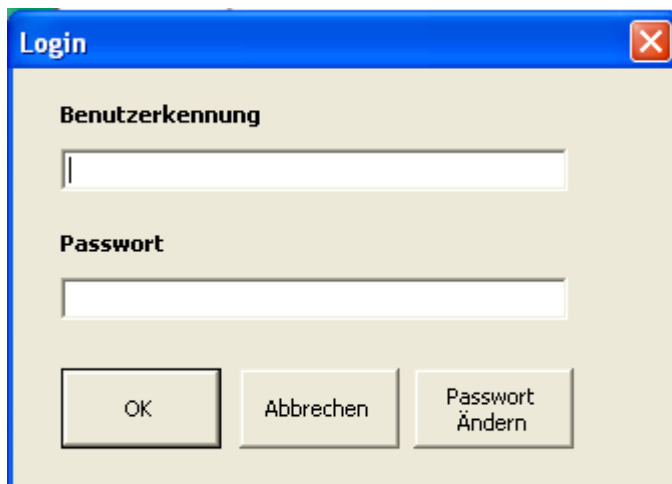 Login
Benutzerkennung
Passwort
OK
Abbrechen
Passwort
Ändern